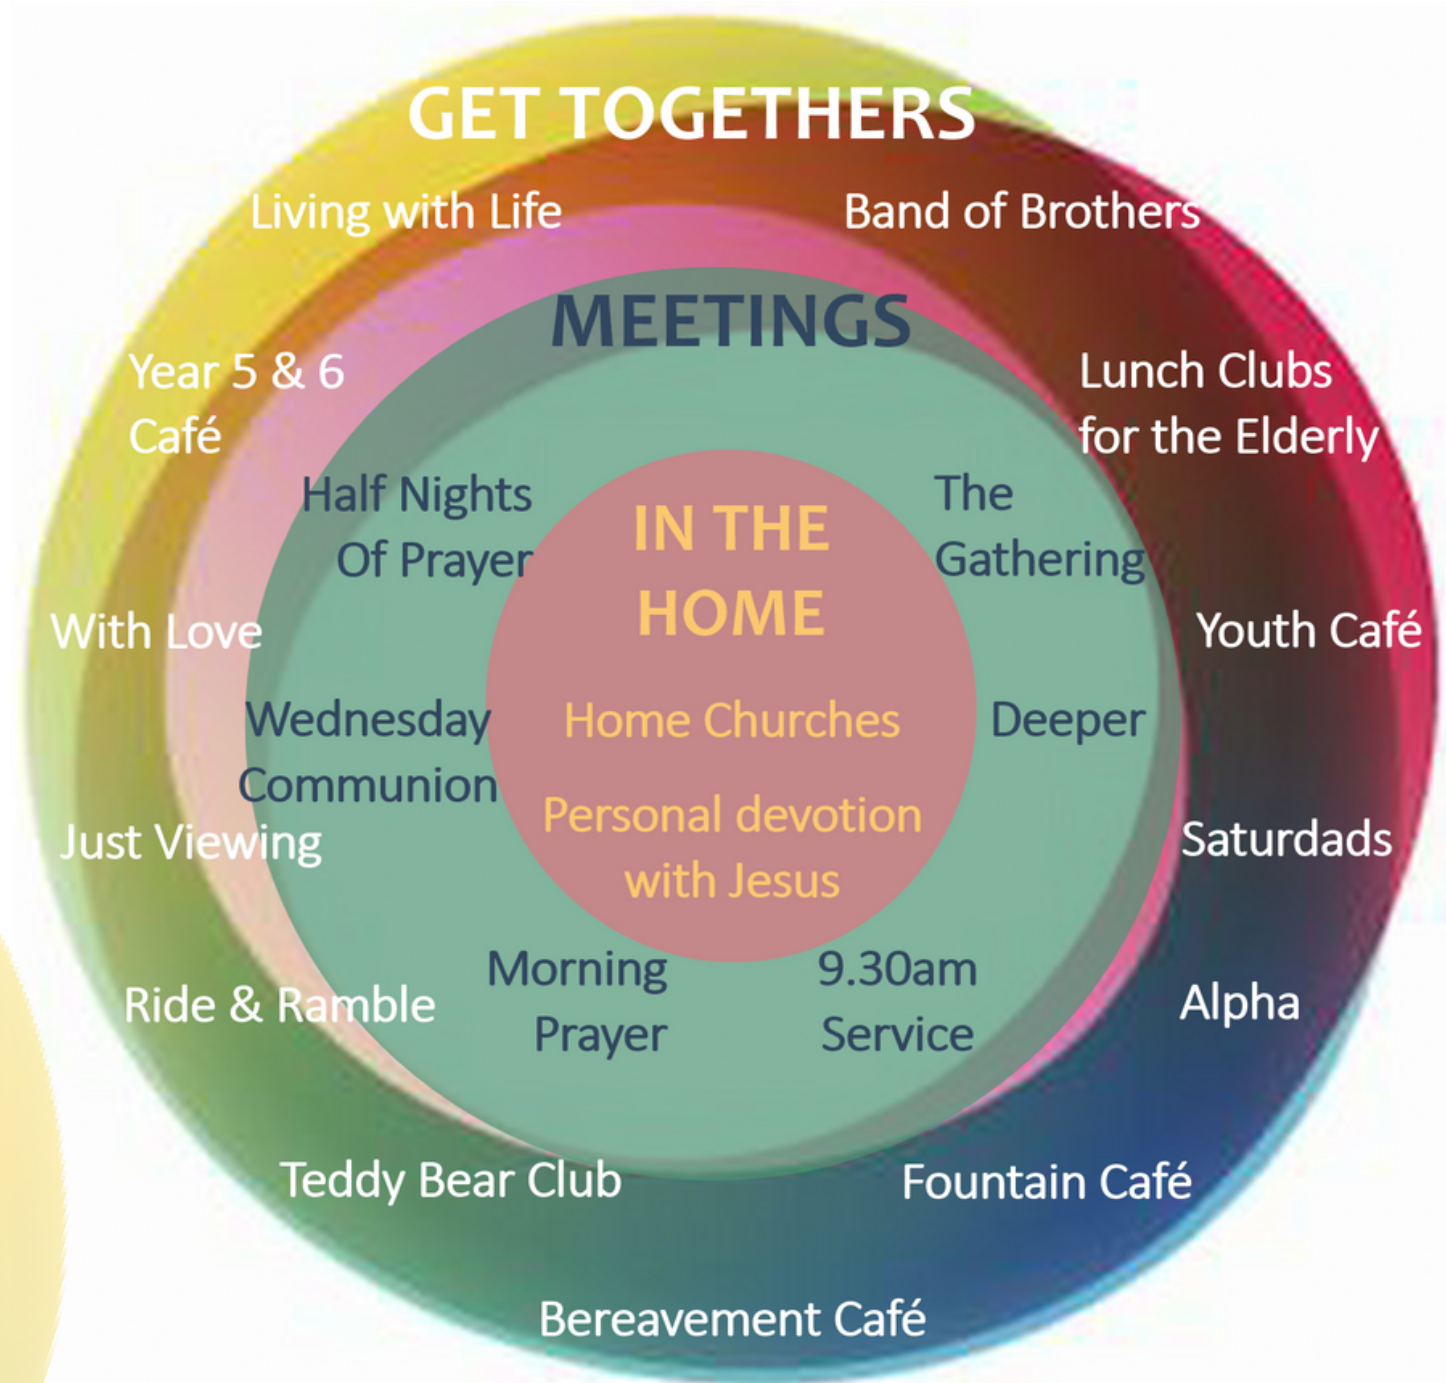 GET TOGETHERS
Living with Life
Band of Brothers
MEETINGS
Year 5 & 6
Café
Lunch Clubs
for the Elderly
Half Nights
Of Prayer
IN THE
HOME
The
Gathering
With Love
Youth Café
Wednesday
Communion
Home Churches
Deeper
Personal devotion
with Jesus
Just Viewing
Saturdads
Morning
Prayer
9.30am
Service
Ride & Ramble
Alpha
Teddy Bear Club
Fountain Café
Bereavement Café